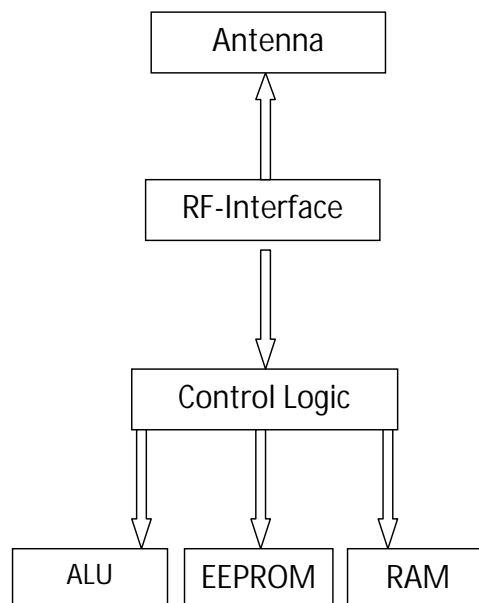 Antenna
RF-Interface
Control Logic
ALU
EEPROM
RAM